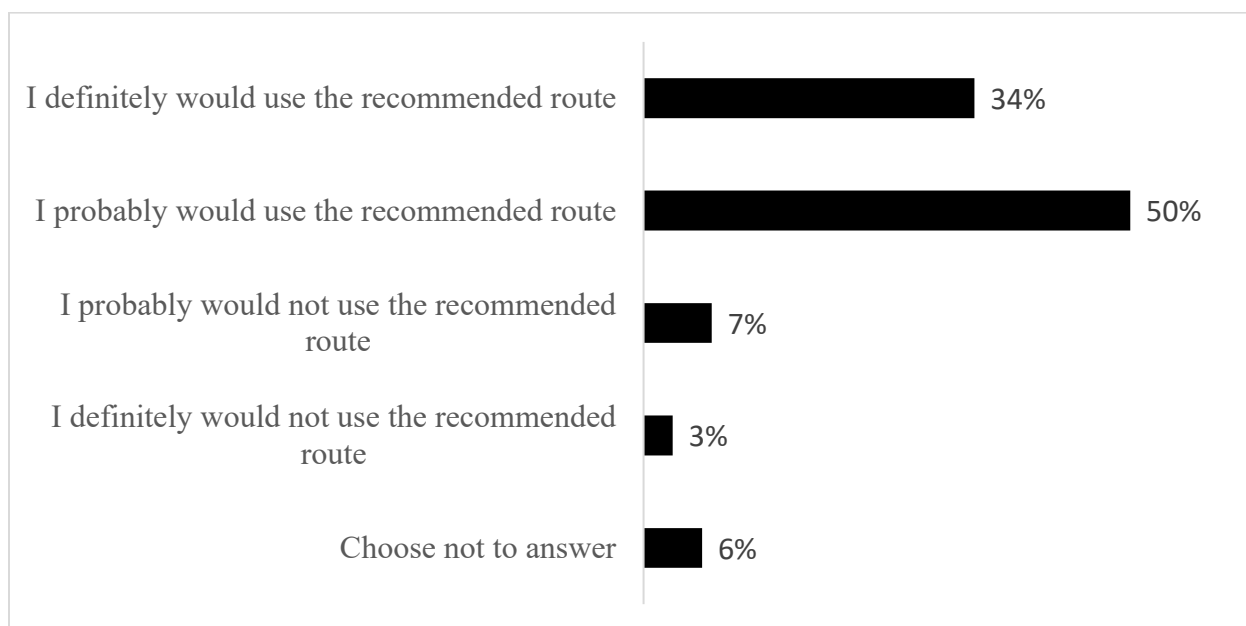 I definitely would use the recommended route
34%
I probably would use the recommended route
50%
I probably would not use the recommended
route
7%
I definitely would not use the recommended
route
3%
Choose not to answer
6%